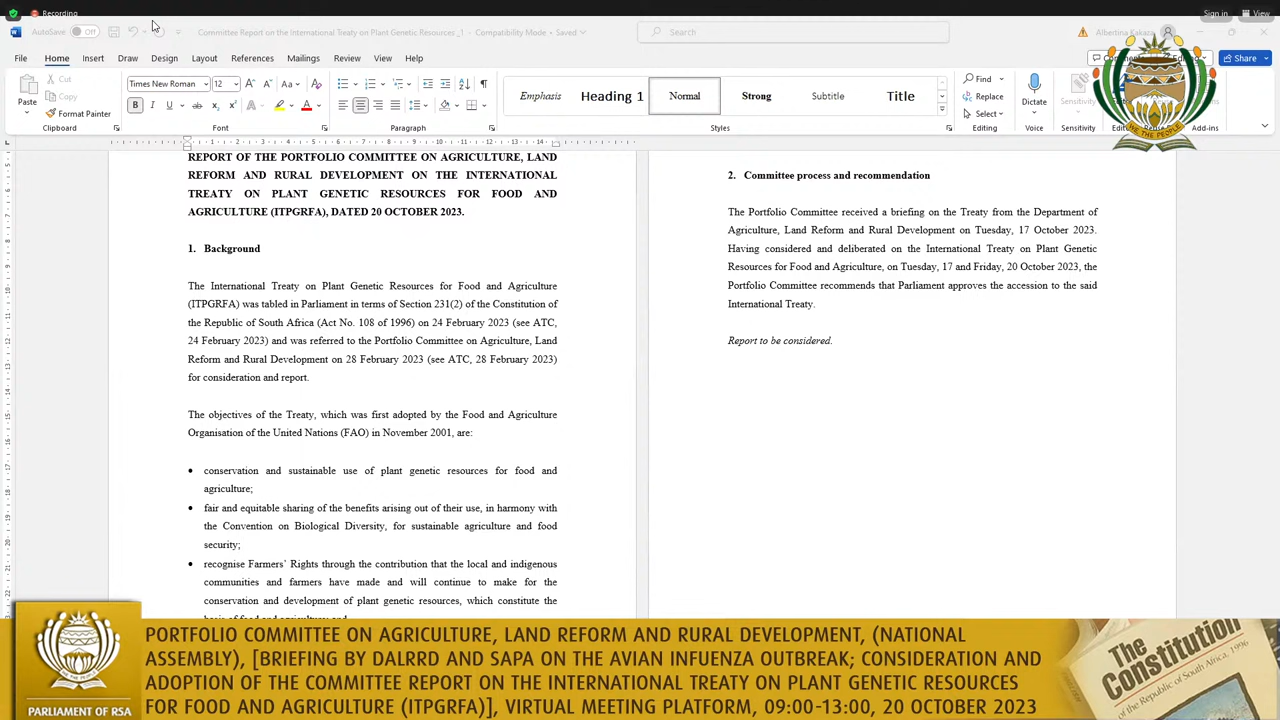 Recording
Sign in
View
AutoSave
Off
Committee Report on the International Treaty on Plant Genetic Resources _1 - Compatibility Mode • Saved
Search
Albertina Kakaza
File
Home
Insert
Draw
Design
Layout
References
Mailings
Review
View
Help
Share
Paste
Cut
Copy
Format Painter
Clipboard
Times New Roman
12
Font
Paragraph
Emphasis
Heading 1
Normal
Strong
Subtitle
Title
Styles
Find
Replace
Select
Editing
Dictate
Voice
Sensitivity
Sensitivity
Add-ins
REPORT OF THE PORTFOLIO COMMITTEE ON AGRICULTURE, LAND
REFORM AND RURAL DEVELOPMENT ON THE INTERNATIONAL
TREATY ON PLANT GENETIC RESOURCES FOR FOOD AND
AGRICULTURE (ITPGRFA), DATED 20 OCTOBER 2023.
1. Background
The International Treaty on Plant Genetic Resources for Food and Agriculture
(ITPGRFA) was tabled in Parliament in terms of Section 231(2) of the Constitution of
the Republic of South Africa (Act No. 108 of 1996) on 24 February 2023 (see ATC,
24 February 2023) and was referred to the Portfolio Committee on Agriculture, Land
Reform and Rural Development on 28 February 2023 (see ATC, 28 February 2023)
for consideration and report.
The objectives of the Treaty, which was first adopted by the Food and Agriculture
Organisation of the United Nations (FAO) in November 2001, are:
• conservation and sustainable use of plant genetic resources for food and
agriculture;
• fair and equitable sharing of the benefits arising out of their use, in harmony with
the Convention on Biological Diversity, for sustainable agriculture and food
security;
• recognise Farmers' Rights through the contribution that the local and indigenous
communities and farmers have made and will continue to make for the
conservation and development of plant genetic resources, which constitute the
2. Committee process and recommendation
The Portfolio Committee received a briefing on the Treaty from the Department of
Agriculture, Land Reform and Rural Development on Tuesday, 17 October 2023.
Having considered and deliberated on the International Treaty on Plant Genetic
Resources for Food and Agriculture, on Tuesday, 17 and Friday, 20 October 2023, the
Portfolio Committee recommends that Parliament approves the accession to the said
International Treaty.
Report to be considered.
PORTFOLIO COMMITTEE ON AGRICULTURE, LAND REFORM AND RURAL DEVELOPMENT, (NATIONAL
ASSEMBLY), [BRIEFING BY DALRRD AND SAPA ON THE AVIAN INFUENZA OUTBREAK; CONSIDERATION AND
ADOPTION OF THE COMMITTEE REPORT ON THE INTERNATIONAL TREATY ON PLANT GENETIC RESOURCES
FOR FOOD AND AGRICULTURE (ITPGRFA)], VIRTUAL MEETING PLATFORM, 09:00-13:00, 20 OCTOBER 2023
PARLIAMENT OF RSA
The
Constitution